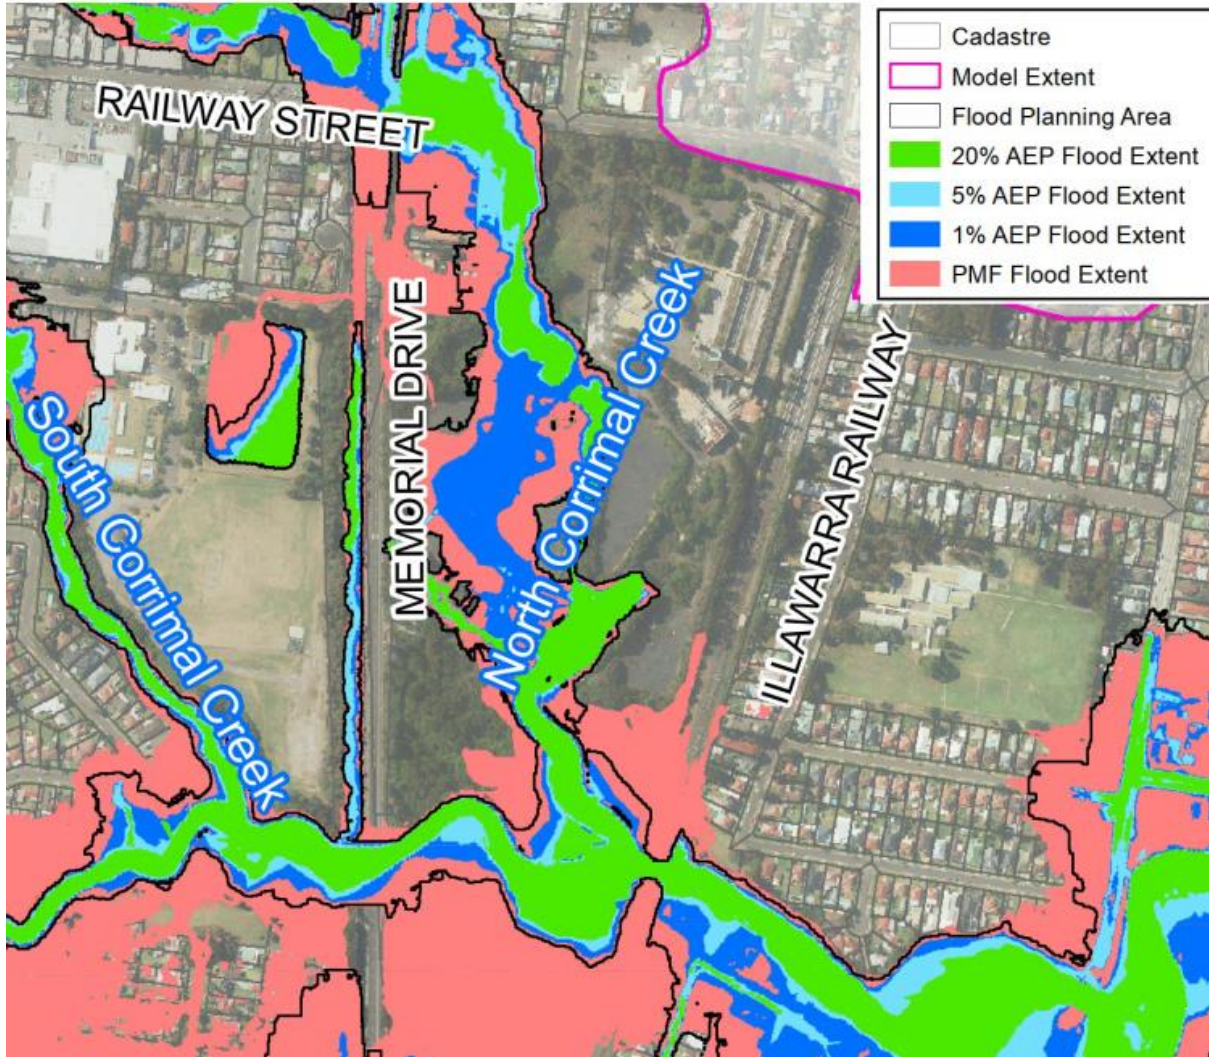 Cadastre
Model Extent
Flood Planning Area
20% AEP Flood Extent
5% AEP Flood Extent
1% AEP Flood Extent
PMF Flood Extent
RAILWAY STREET
MEMORIAL DRIVE
North Corrimal Creek
South Corrimal Creek
ILLAWARRA RAILWAY